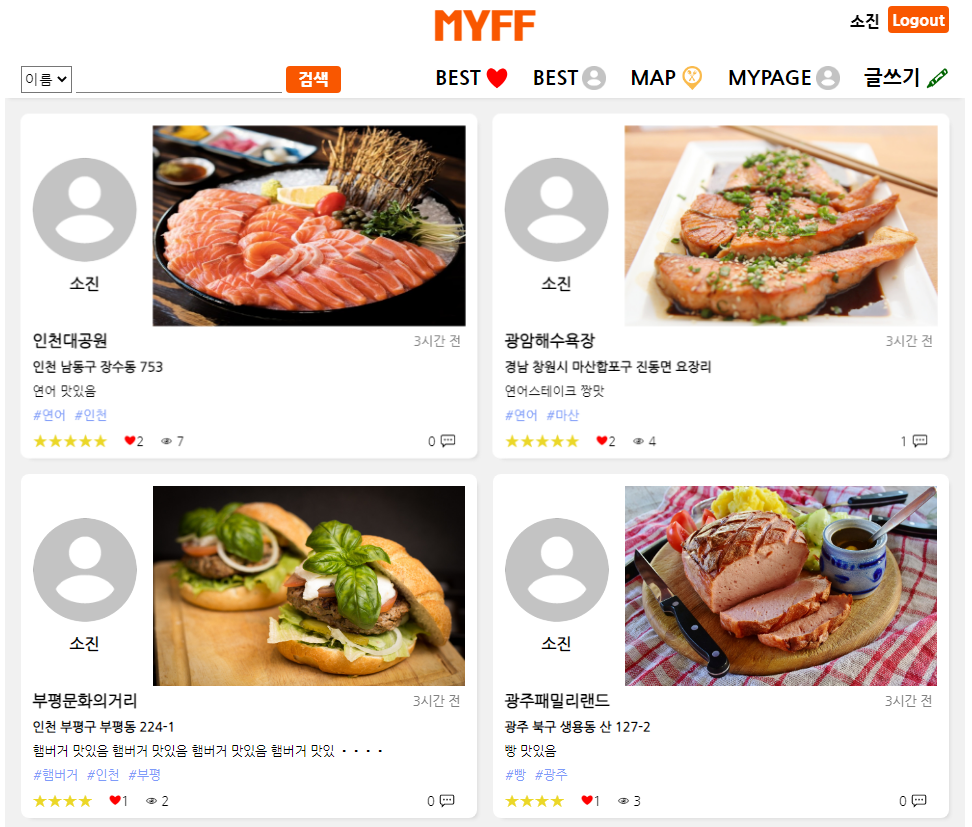 MYFF
소진 Logout
이름 검색 BEST BEST MAP MYPAGE 글쓰기
소진
인천대공원 3시간 전
인천 남동구 장수동 753
연어 맛있음
#연어 #인천
★★★★★ 2 7 0
소진
광암해수욕장 3시간 전
경남 창원시 마산합포구 진동면 요장리
연어스테이크 짱맛
#연어 #마산
★★★★★ 2 4 1
소진
부평문화의거리 3시간 전
인천 부평구 부평동 224-1
햄버거 맛있음 햄버거 맛있음 햄버거 맛있음 햄버거 맛있 ····
#햄버거 #인천 #부평
★★★★ 1 2 0
소진
광주패밀리랜드 3시간 전
광주 북구 생용동 산 127-2
빵 맛있음
#빵 #광주
★★★★ 1 3 0